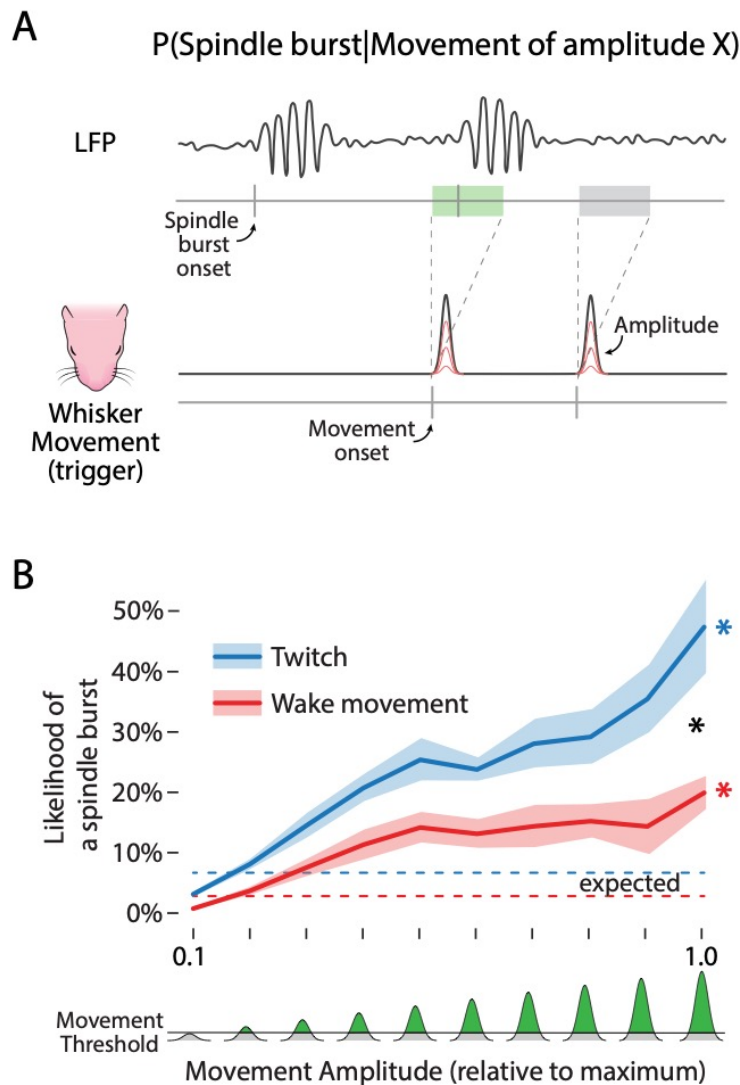 A
P(Spindle burst|Movement of amplitude X)
LFP
Spindle
burst
onset
Amplitude
Whisker
Movement
(trigger)
Movement
onset
B
Likelihood of
a spindle burst
50%
40%
30%
20%
10%
0%
Twitch
Wake movement
*
*
*
expected
0.1
1.0
Movement
Threshold
Movement Amplitude (relative to maximum)